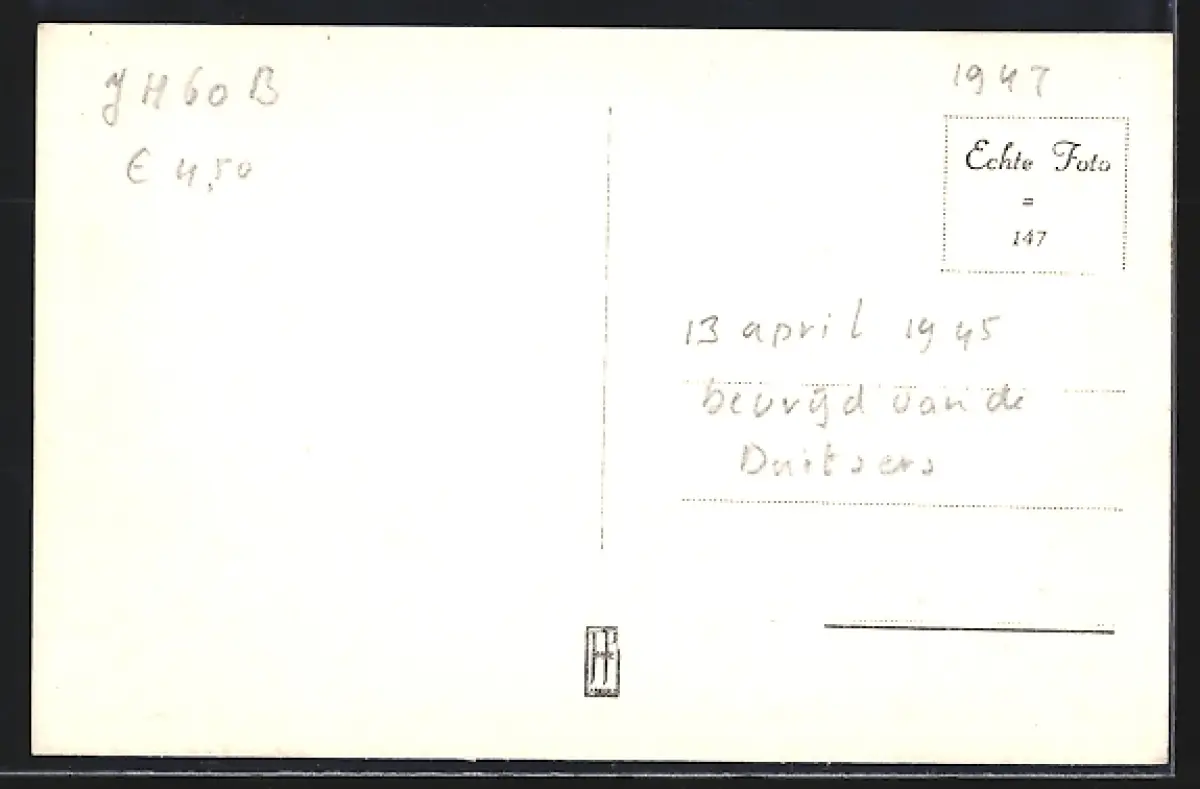 JH60B
€ 4,50
1947
Echte Foto
=
147
13 april 1945
bevrijd van de
Duitsers